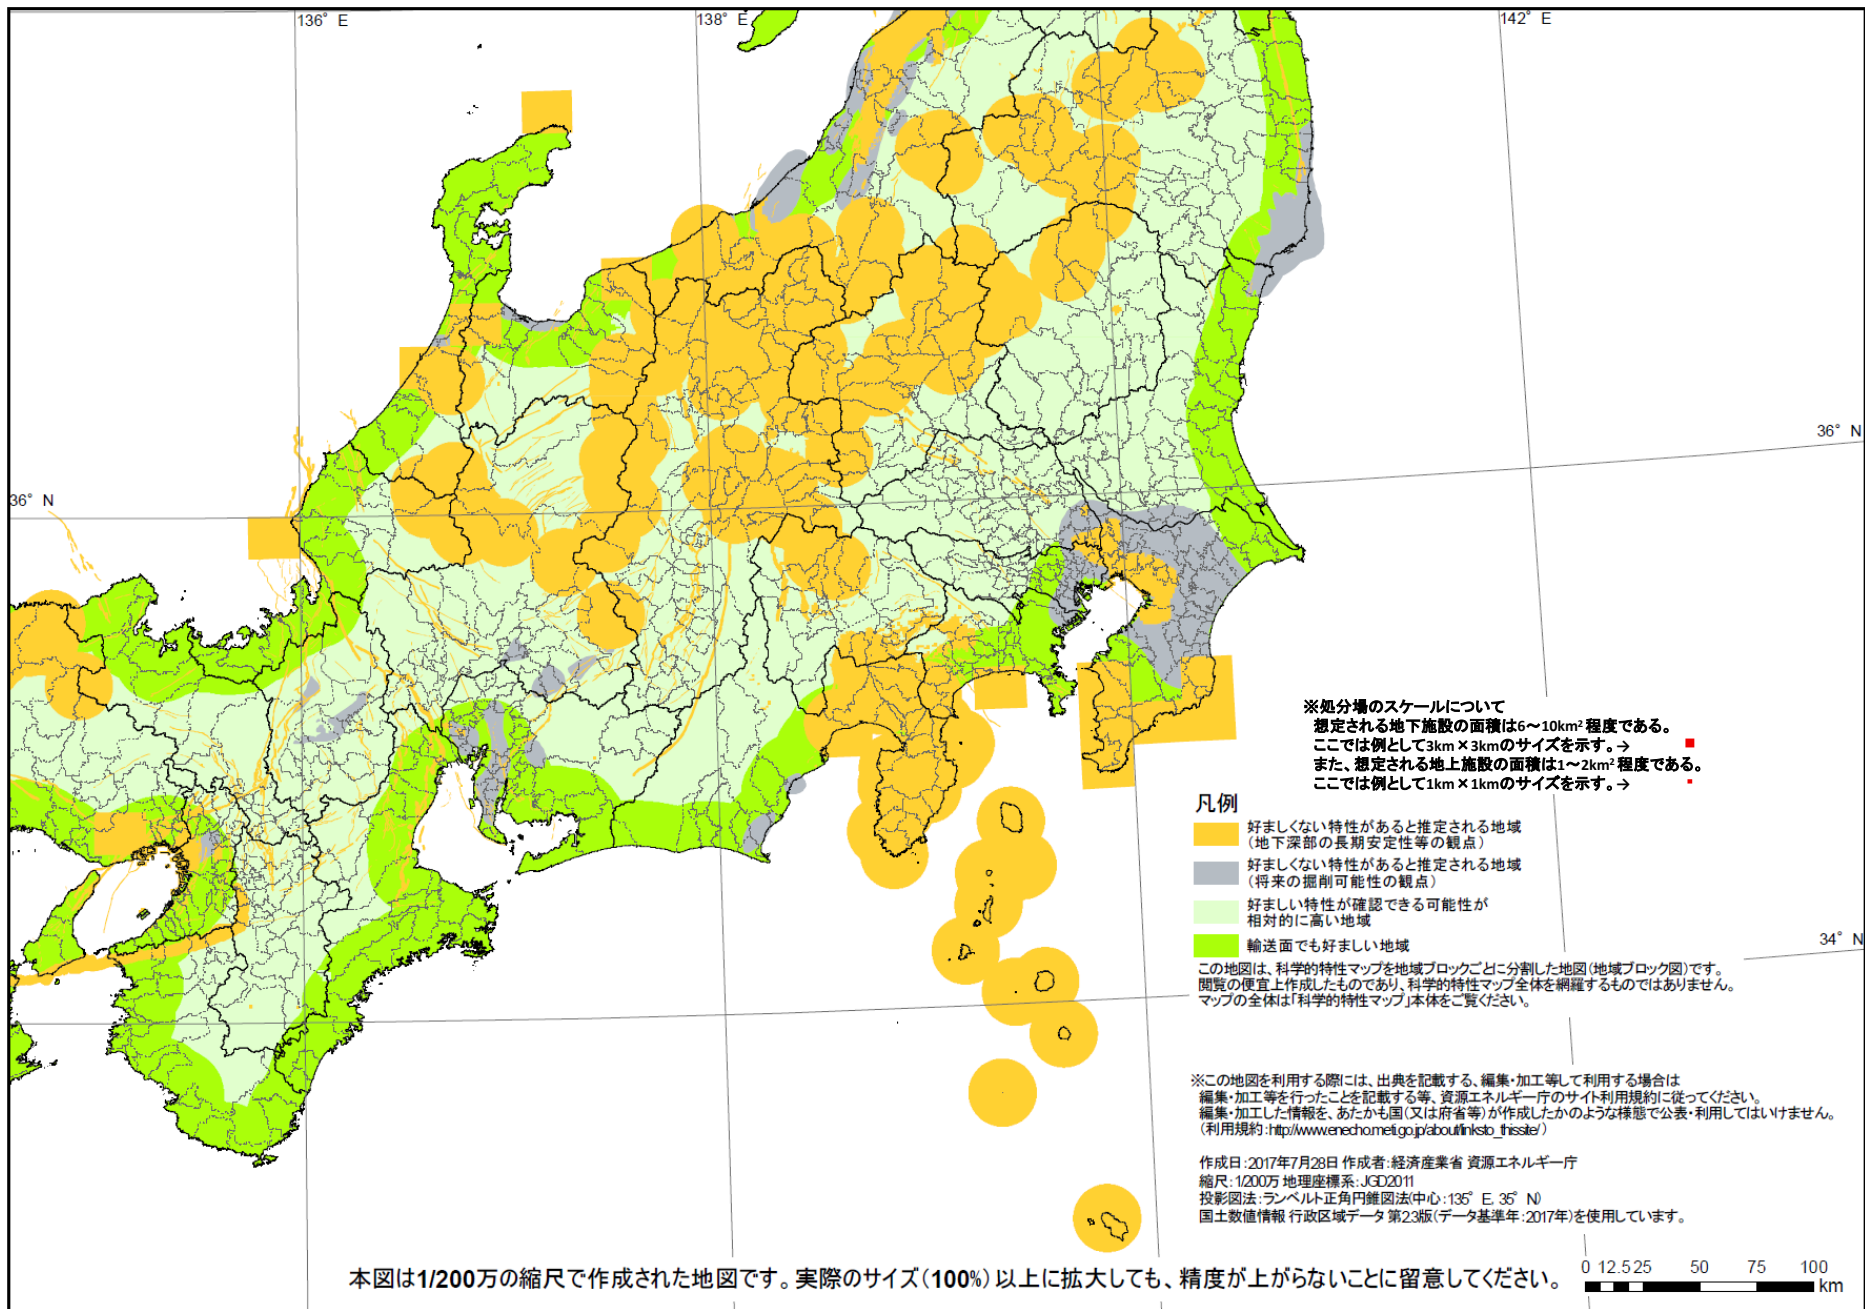 136° E
138° E
142° E
36° N
36° N
34° N
※処分場のスケールについて
想定される地下施設の面積は6～10km²程度である。
ここでは例として3km×3kmのサイズを示す。→
また、想定される地上施設の面積は1～2km²程度である。
ここでは例として1km×1kmのサイズを示す。→
凡例
好ましくない特性があると推定される地域
（地下深部の長期安定性等の観点）
好ましくない特性があると推定される地域
（将来の掘削可能性の観点）
好ましい特性が確認できる可能性が
相対的に高い地域
輸送面でも好ましい地域
この地図は、科学的特性マップを地域ブロックごとに分割した地図（地域ブロック図）です。
閲覧の便宜上作成したものであり、科学的特性マップ全体を網羅するものではありません。
マップの全体は「科学的特性マップ」本体をご覧ください。
※この地図を利用する際には、出典を記載する、編集・加工等して利用する場合は
編集・加工等を行ったことを記載する等、資源エネルギー庁のサイト利用規約に従ってください。
編集・加工した情報を、あたかも国（又は府省等）が作成したかのような様態で公表・利用してはいけません。
（利用規約：http://www.enecho.meti.go.jp/about/linksto_thissite/）
作成日：2017年7月28日 作成者：経済産業省 資源エネルギー庁
縮尺：1/200万 地理座標系：JGD2011
投影図法：ランベルト正角円錐図法（中心：135° E, 35° N）
国土数値情報 行政区域データ 第2.3版（データ基準年：2017年）を使用しています。
本図は1/200万の縮尺で作成された地図です。実際のサイズ（100%）以上に拡大しても、精度が上がらないことに留意してください。
0 12.5 25 50 75 100
km